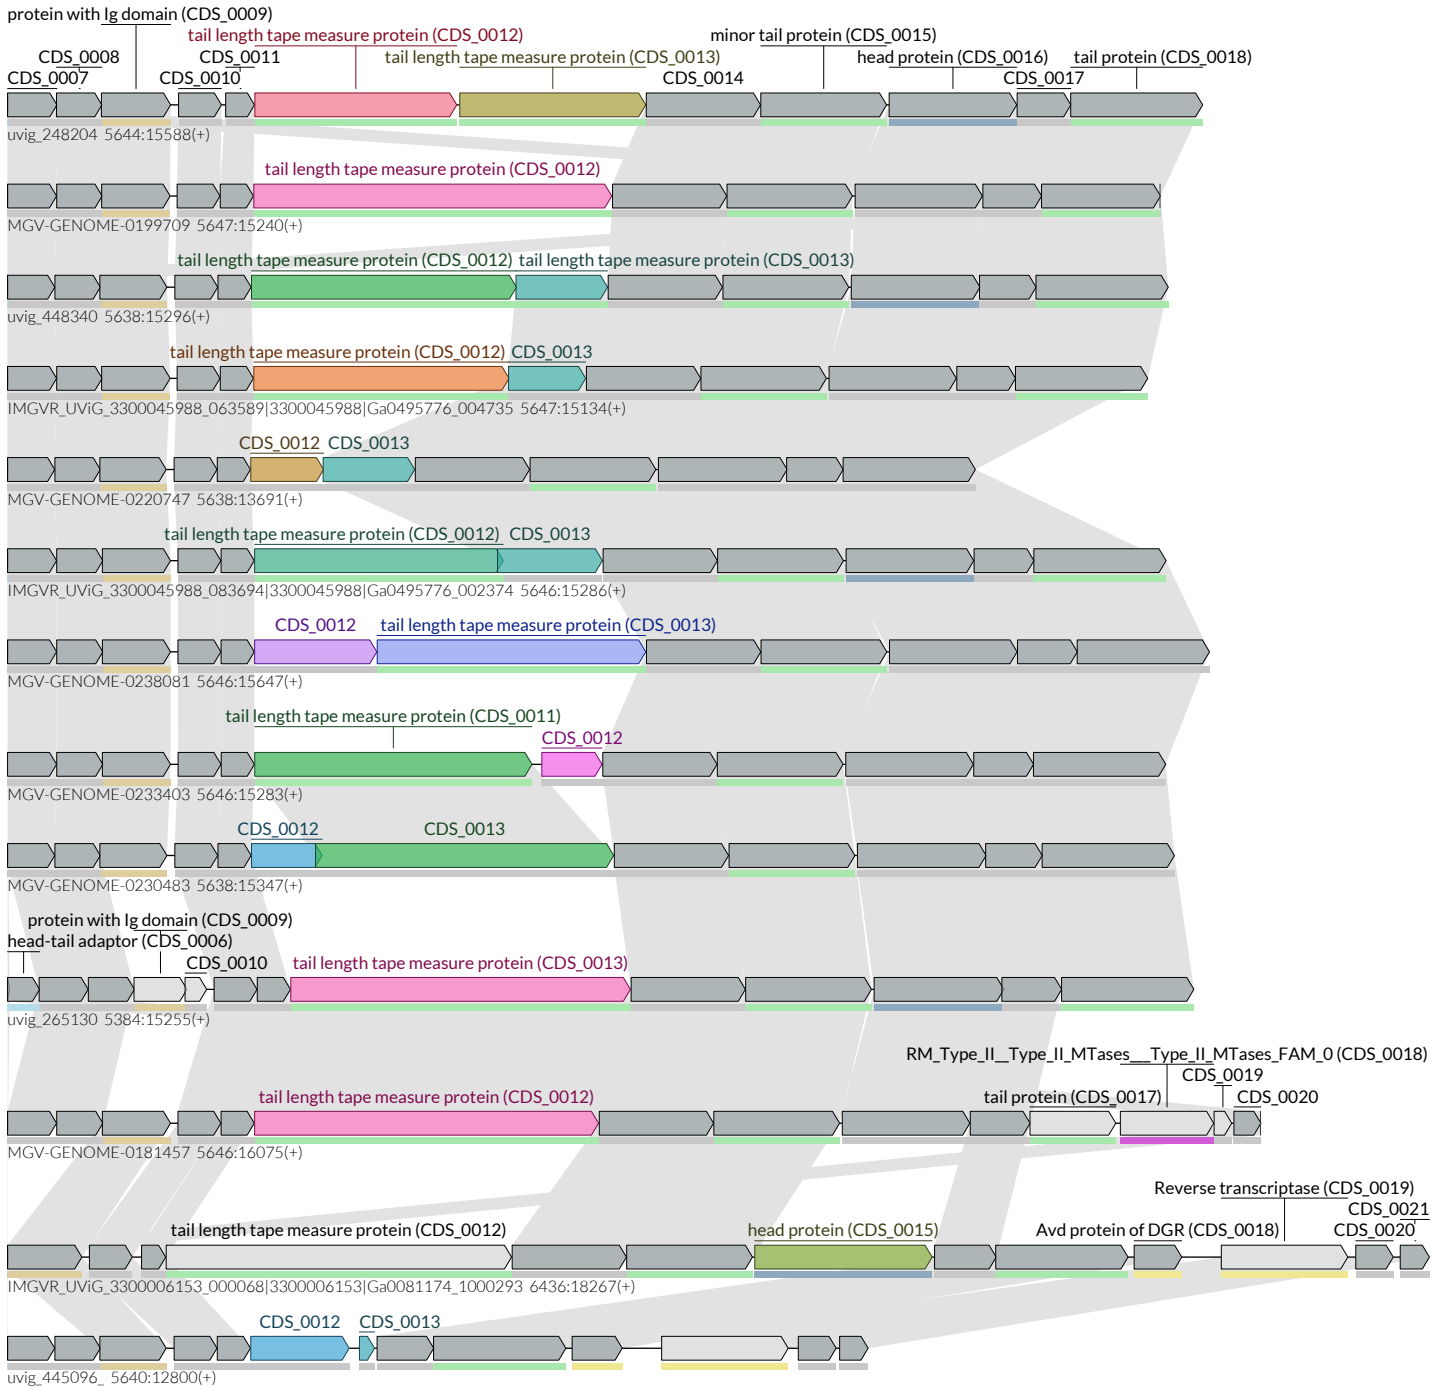 protein with Ig domain (CDS_0009)
tail length tape measure protein (CDS_0012)
minor tail protein (CDS_0015)
CDS_0008
CDS_0011
tail length tape measure protein (CDS_0013)
head protein (CDS_0016)
tail protein (CDS_0018)
CDS_0007
CDS_0010
CDS_0014
CDS_0017
uvig_248204 5644:15588(+)
tail length tape measure protein (CDS_0012)
MGV-GENOME-0199709 5647:15240(+)
tail length tape measure protein (CDS_0012)
tail length tape measure protein (CDS_0013)
uvig_448340 5638:15296(+)
tail length tape measure protein (CDS_0012)
CDS_0013
IMGVR_UViG_3300045988_063589|3300045988|Ga0495776_004735 5647:15134(+)
CDS_0012
CDS_0013
MGV-GENOME-0220747 5638:13691(+)
tail length tape measure protein (CDS_0012)
CDS_0013
IMGVR_UViG_3300045988_083694|3300045988|Ga0495776_002374 5646:15286(+)
CDS_0012
tail length tape measure protein (CDS_0013)
MGV-GENOME-0238081 5646:15647(+)
tail length tape measure protein (CDS_0011)
CDS_0012
MGV-GENOME-0233403 5646:15283(+)
CDS_0012
CDS_0013
MGV-GENOME-0230483 5638:15347(+)
protein with Ig domain (CDS_0009)
head-tail adaptor (CDS_0006)
CDS_0010
tail length tape measure protein (CDS_0013)
uvig_265130 5384:15255(+)
RM_Type_II__Type_II_MTases___Type_II_MTases_FAM_0 (CDS_0018)
CDS_0019
tail length tape measure protein (CDS_0012)
tail protein (CDS_0017)
CDS_0020
MGV-GENOME-0181457 5646:16075(+)
Reverse transcriptase (CDS_0019)
CDS_0021
tail length tape measure protein (CDS_0012)
head protein (CDS_0015)
Avd protein of DGR (CDS_0018)
CDS_0020
IMGVR_UViG_3300006153_000068|3300006153|Ga0081174_1000293 6436:18267(+)
CDS_0012
CDS_0013
uvig_445096_ 5640:12800(+)